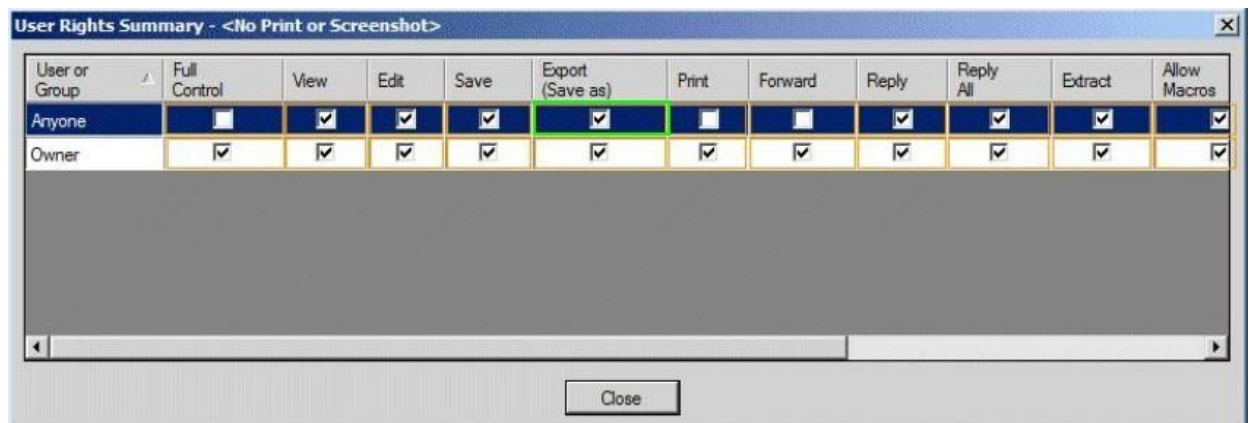 User Rights Summary - <No Print or Screenshot>
User or Group Full Control View Edit Save Export (Save as) Print Forward Reply Reply All Extract Allow Macros
Anyone
Owner
Close